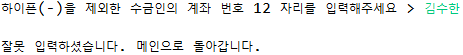 하이픈(-)을 제외한 수금인의 계좌 번호 12 자리를 입력해주세요 > 김수한
잘못 입력하셨습니다. 메인으로 돌아갑니다.